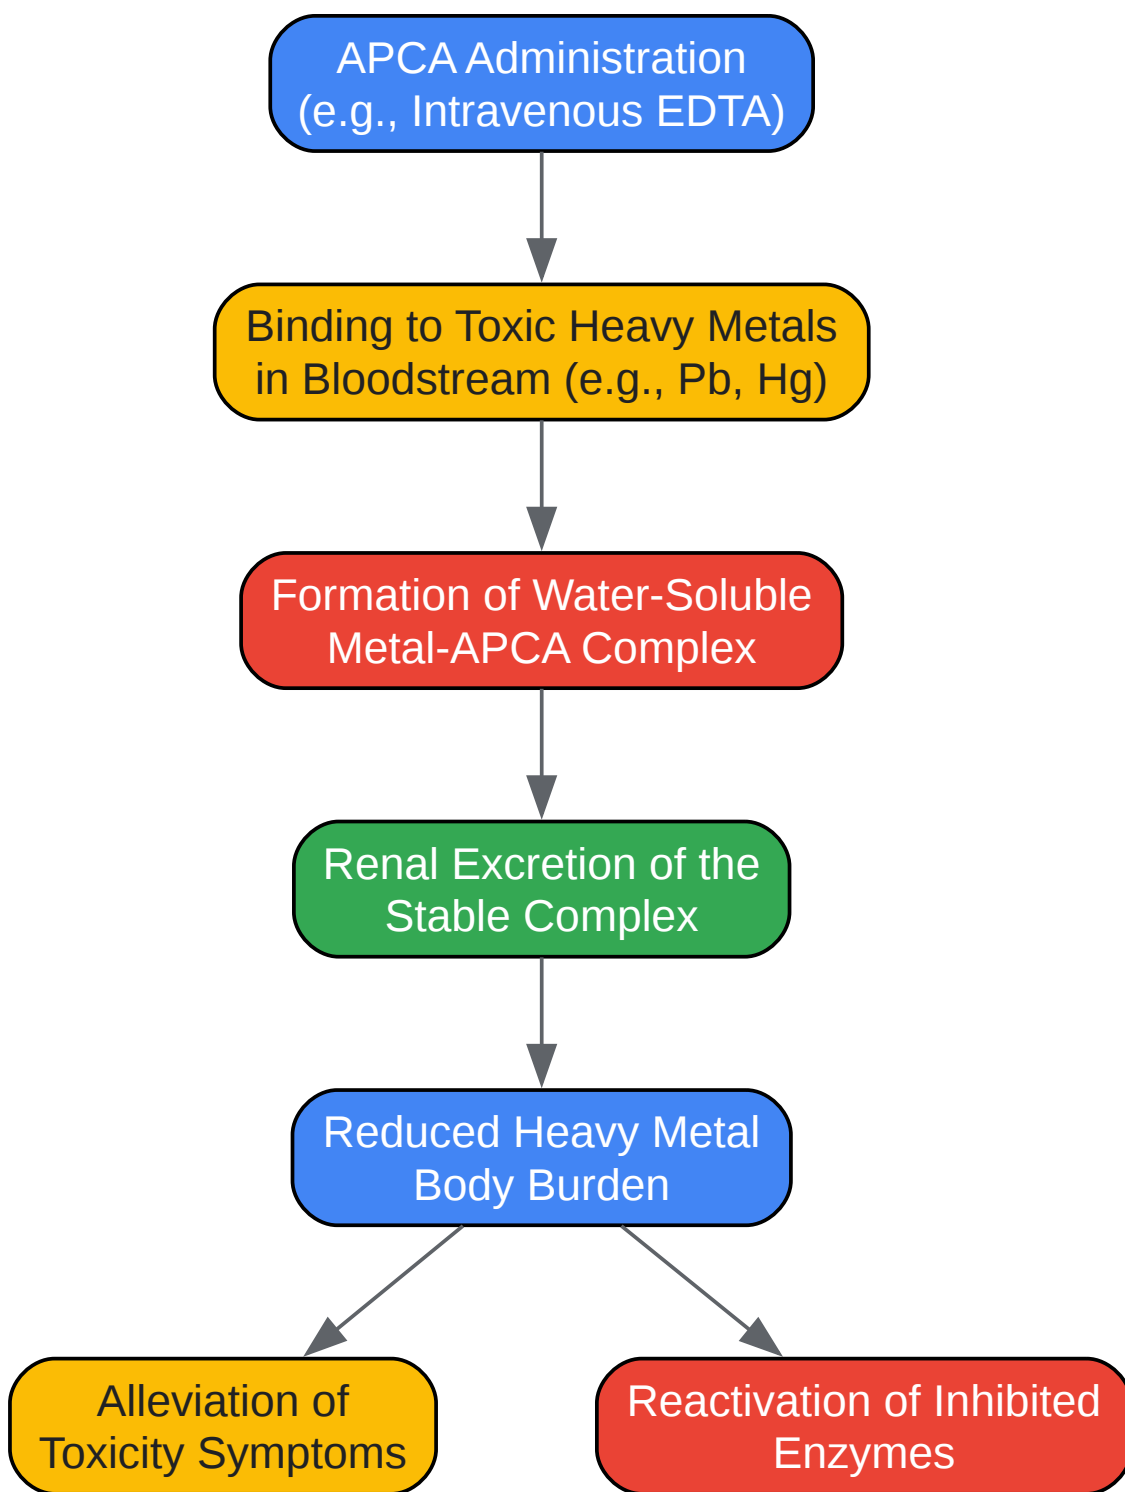 APCA Administration
(e.g., Intravenous EDTA)
Binding to Toxic Heavy Metals
in Bloodstream (e.g., Pb, Hg)
Formation of Water-Soluble
Metal-APCA Complex
Renal Excretion of the
Stable Complex
Reduced Heavy Metal
Body Burden
Alleviation of
Toxicity Symptoms
Reactivation of Inhibited
Enzymes